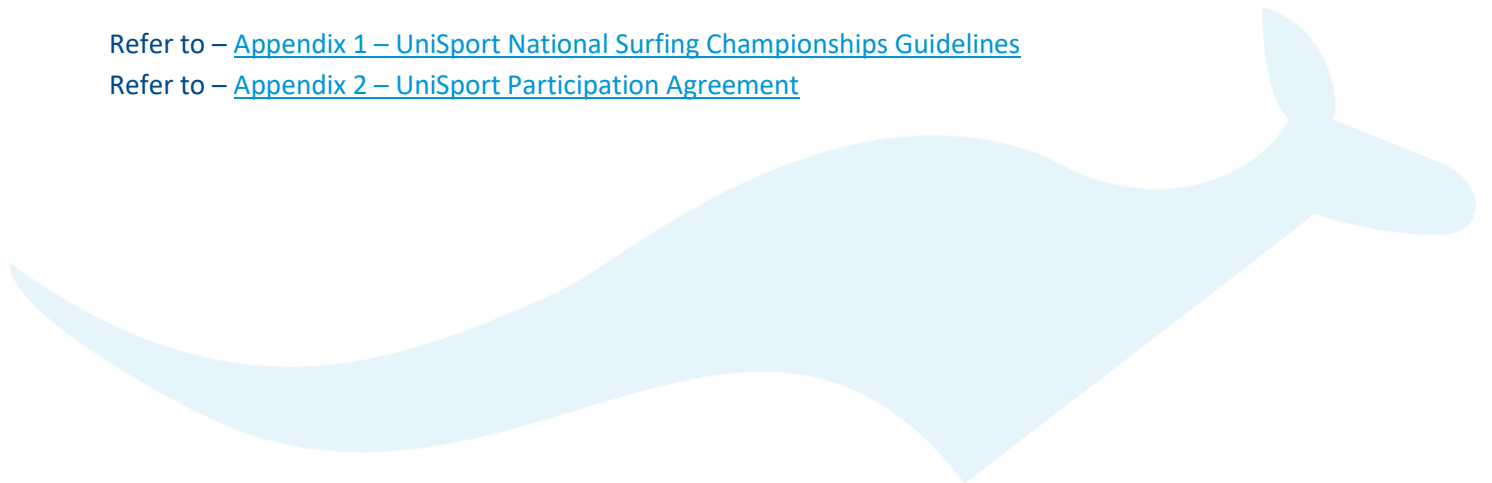 Refer to – Appendix 1 – UniSport National Surfing Championships Guidelines
Refer to – Appendix 2 – UniSport Participation Agreement